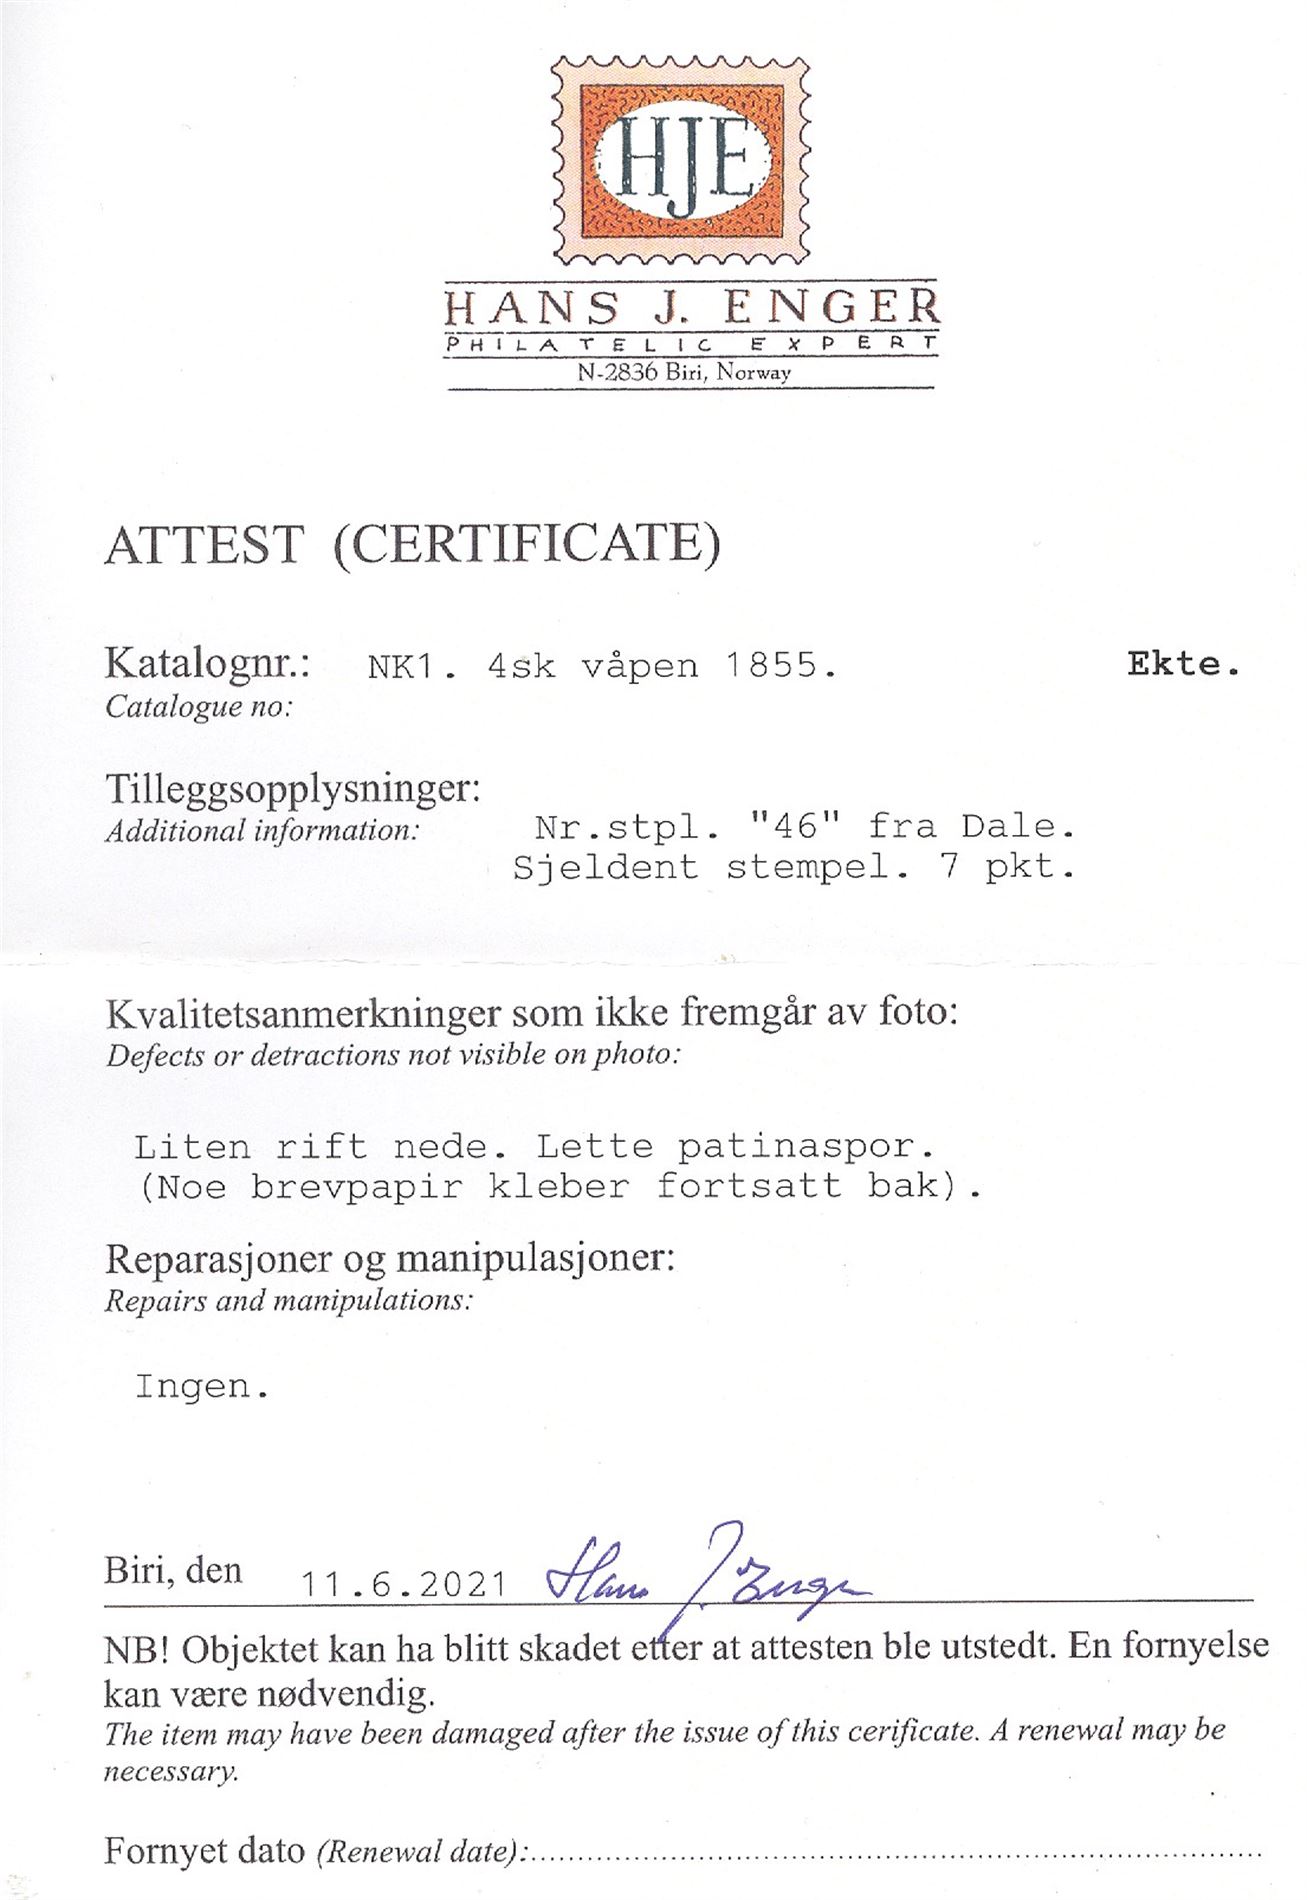 HJE
HANS J. ENGER
PHILATELIC EXPERT
N-2836 Biri, Norway
ATTEST (CERTIFICATE)
Katalognr.: NK1. 4sk våpen 1855. Ekte.
Catalogue no:
Tilleggsopplysninger:
Additional information: Nr.stpl. "46" fra Dale.
Sjeldent stempel. 7 pkt.
Kvalitetsanmerkninger som ikke fremgår av foto:
Defects or detractions not visible on photo:
Liten rift nede. Lette patinaspor.
(Noe brevpapir kleber fortsatt bak).
Reparasjoner og manipulasjoner:
Repairs and manipulations:
Ingen.
Biri, den 11.6.2021 Hans J. Enger
NB! Objektet kan ha blitt skadet etter at attesten ble utstedt. En fornyelse
kan være nødvendig.
The item may have been damaged after the issue of this cerificate. A renewal may be
necessary.
Fornyet dato (Renewal date):..............................................................................